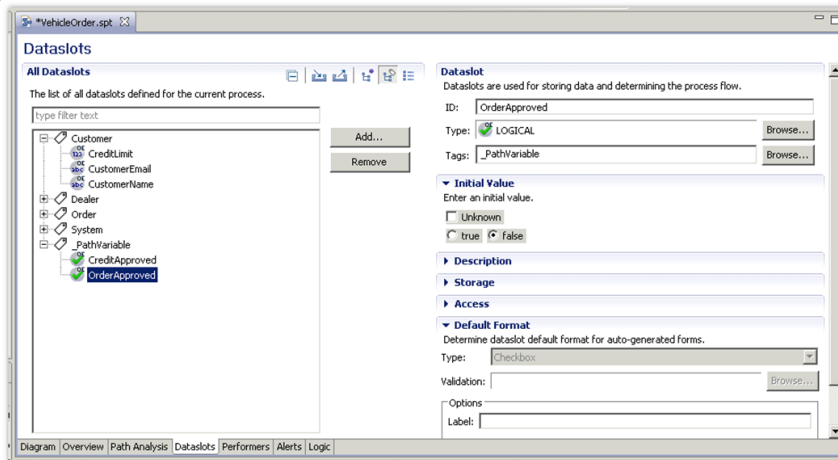 *VehicleOrder.spt
Dataslots
All Dataslots
The list of all dataslots defined for the current process.
type filter text
Customer
CreditLimit
CustomerEmail
CustomerName
Dealer
Order
System
_PathVariable
CreditApproved
OrderApproved
Add...
Remove
Dataslot
Dataslots are used for storing data and determining the process flow.
ID: OrderApproved
Type: LOGICAL Browse...
Tags: _PathVariable Browse...
Initial Value
Enter an initial value.
Unknown
true false
Description
Storage
Access
Default Format
Determine dataslot default format for auto-generated forms.
Type: Checkbox
Validation: Browse...
Options
Label:
Diagram Overview Path Analysis Dataslots Performers Alerts Logic